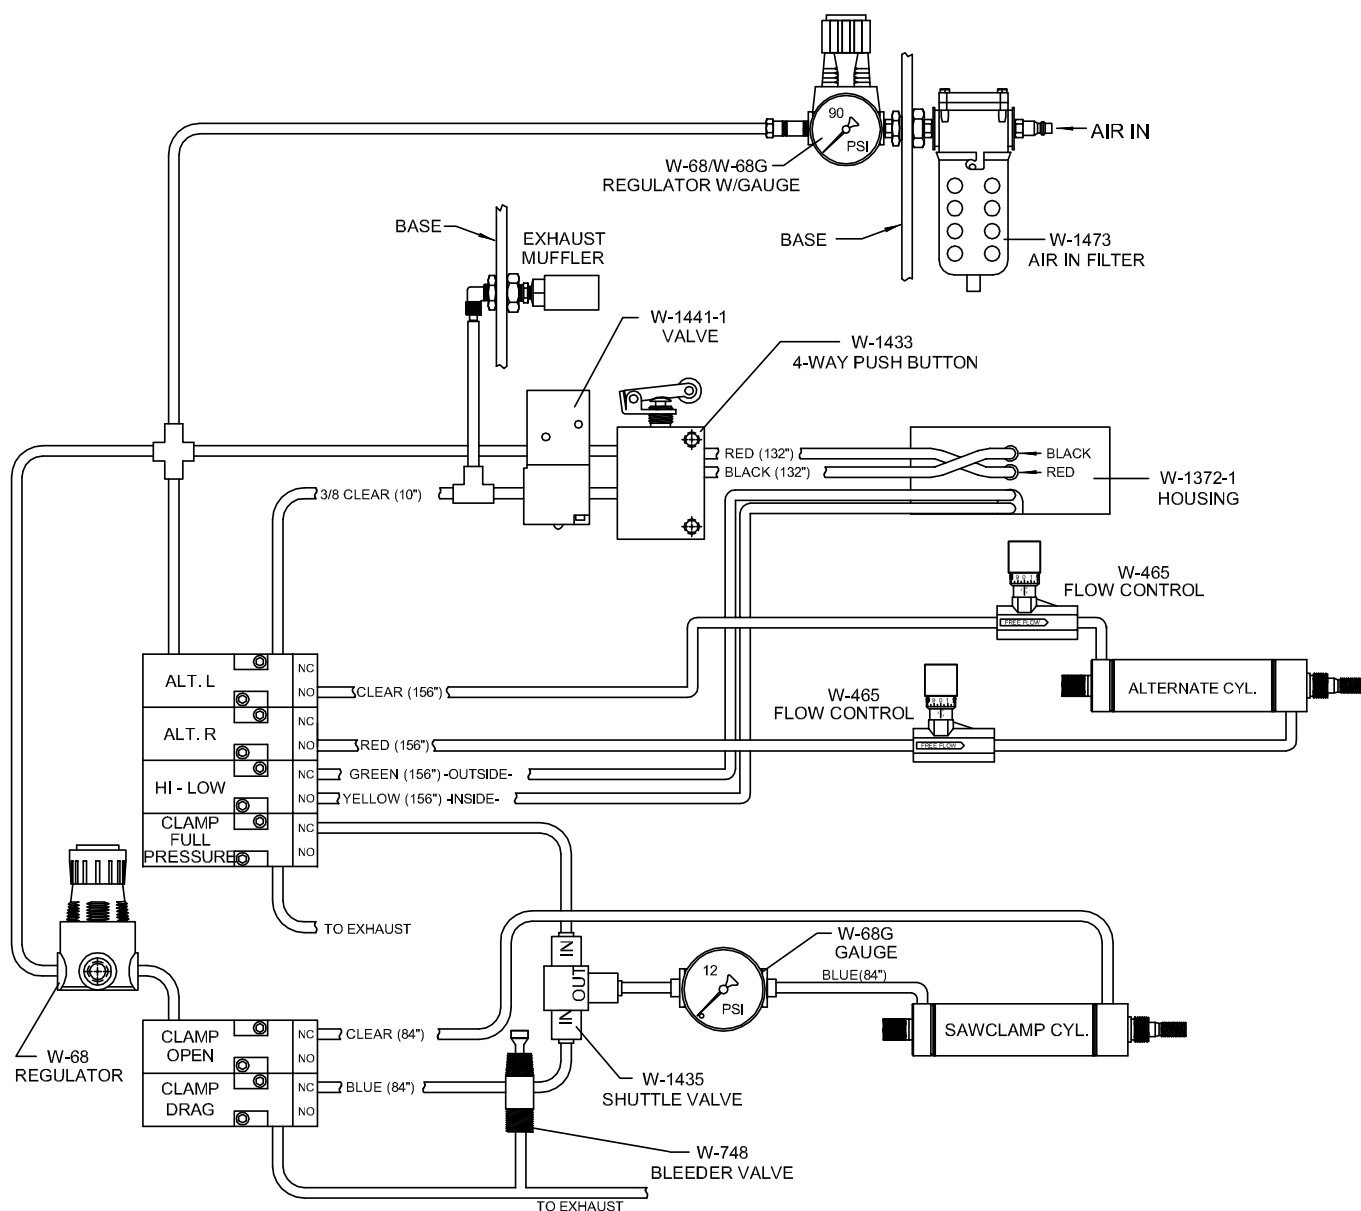 90
PSI
AIR IN
W-68/W-68G
REGULATOR W/GAUGE
BASE
EXHAUST
MUFFLER
BASE
W-1473
AIR IN FILTER
W-1441-1
VALVE
W-1433
4-WAY PUSH BUTTON
RED (132")
BLACK (132")
BLACK
RED
W-1372-1
HOUSING
3/8 CLEAR (10")
W-465
FLOW CONTROL
FREE FLOW
ALT. L
NC
NO
CLEAR (156")
ALTERNATE CYL.
W-465
FLOW CONTROL
FREE FLOW
ALT. R
NC
NO
RED (156")
HI - LOW
NC
GREEN (156") -OUTSIDE-
NO
YELLOW (156") -INSIDE-
CLAMP
FULL
PRESSURE
NC
NO
TO EXHAUST
W-68G
GAUGE
IN
OUT
IN
12
PSI
BLUE(84")
SAWCLAMP CYL.
W-68
REGULATOR
CLAMP
OPEN
NC
NO
CLEAR (84")
CLAMP
DRAG
NC
NO
BLUE (84")
W-1435
SHUTTLE VALVE
W-748
BLEEDER VALVE
TO EXHAUST